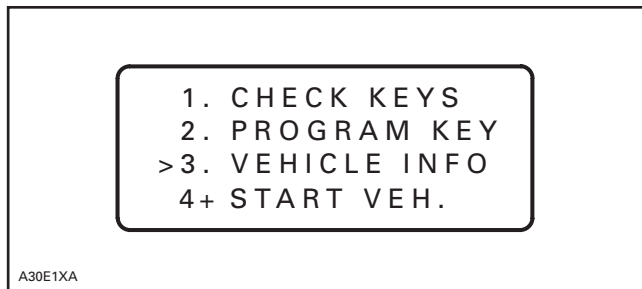 1. CHECK KEYS
2. PROGRAM KEY
>3. VEHICLE INFO
4+ START VEH.
A30E1XA